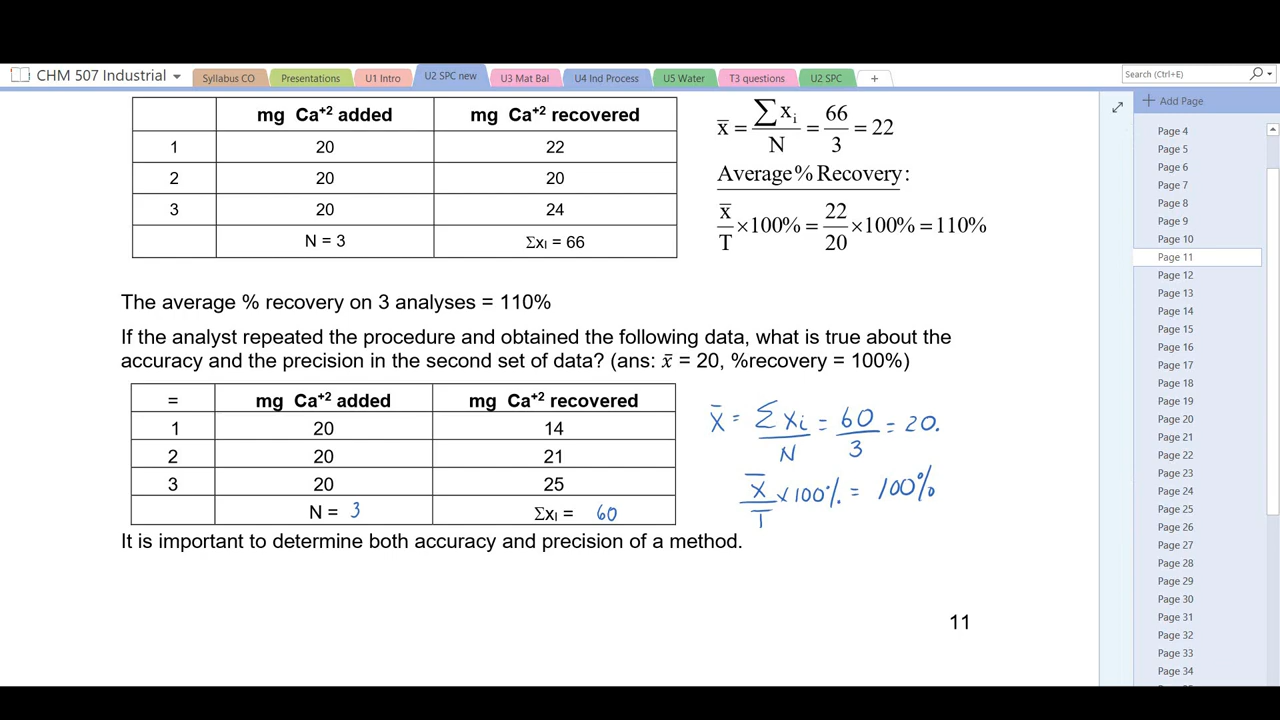 CHM 507 Industrial
Syllabus CO
Presentations
U1 Intro
U2 SPC new
U3 Mat Bal
U4 Ind Process
U5 Water
T3 questions
U2 SPC
+
Search (Ctrl+E)
mg Ca+2 added mg Ca+2 recovered
1 20 22
2 20 20
3 20 24
N = 3 Σxi = 66
x̄ = ∑xi / N = 66 / 3 = 22
Average % Recovery:
x̄ / T × 100% = 22 / 20 × 100% = 110%
The average % recovery on 3 analyses = 110%
If the analyst repeated the procedure and obtained the following data, what is true about the
accuracy and the precision in the second set of data? (ans: x̄ = 20, %recovery = 100%)
= mg Ca+2 added mg Ca+2 recovered
1 20 14
2 20 21
3 20 25
N = 3 Σxi = 60
x̄ = Σxi / N = 60 / 3 = 20.
x̄ / T × 100% = 100%
It is important to determine both accuracy and precision of a method.
11
+ Add Page
Page 4
Page 5
Page 6
Page 7
Page 8
Page 9
Page 10
Page 11
Page 12
Page 13
Page 14
Page 15
Page 16
Page 17
Page 18
Page 19
Page 20
Page 21
Page 22
Page 23
Page 24
Page 25
Page 26
Page 27
Page 28
Page 29
Page 30
Page 31
Page 32
Page 33
Page 34